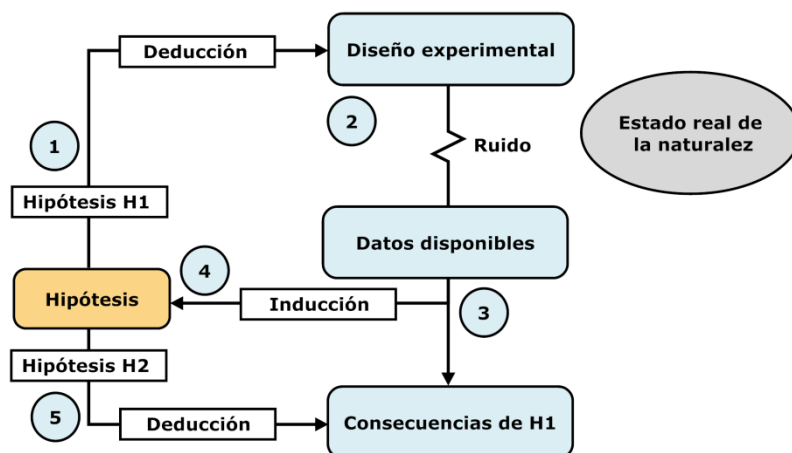 Deducción
Diseño experimental
1
2
Estado real de
la naturalez
Ruido
Hipótesis H1
Datos disponibles
4
Hipótesis
Inducción
3
Hipótesis H2
5
Deducción
Consecuencias de H1